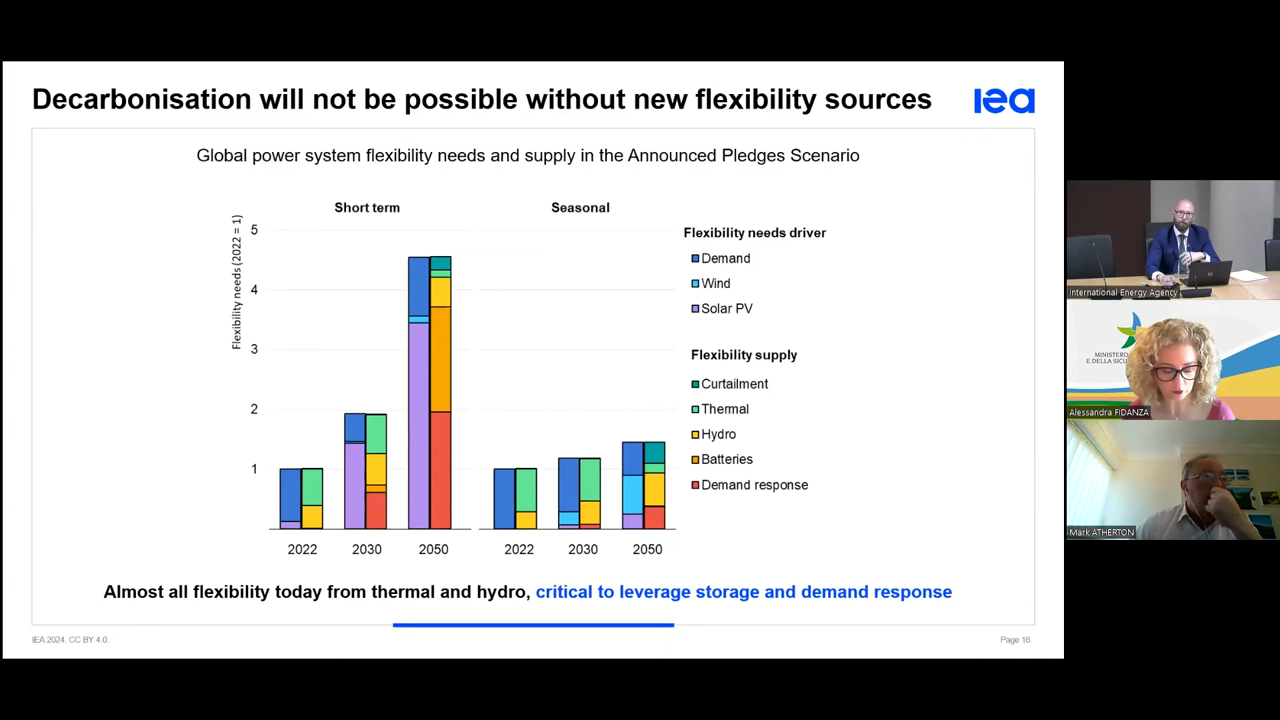 Decarbonisation will not be possible without new flexibility sources
iea
Global power system flexibility needs and supply in the Announced Pledges Scenario
Short term
Seasonal
Flexibility needs (2022 = 1)
5
4
3
2
1
2022
2030
2050
2022
2030
2050
Flexibility needs driver
Demand
Wind
Solar PV
Flexibility supply
Curtailment
Thermal
Hydro
Batteries
Demand response
Almost all flexibility today from thermal and hydro, critical to leverage storage and demand response
IEA 2024. CC BY 4.0.
Page 16
International Energy Agency
MINISTERO
E DELLA SICU
Alessandra FIDANZA
Mark ATHERTON